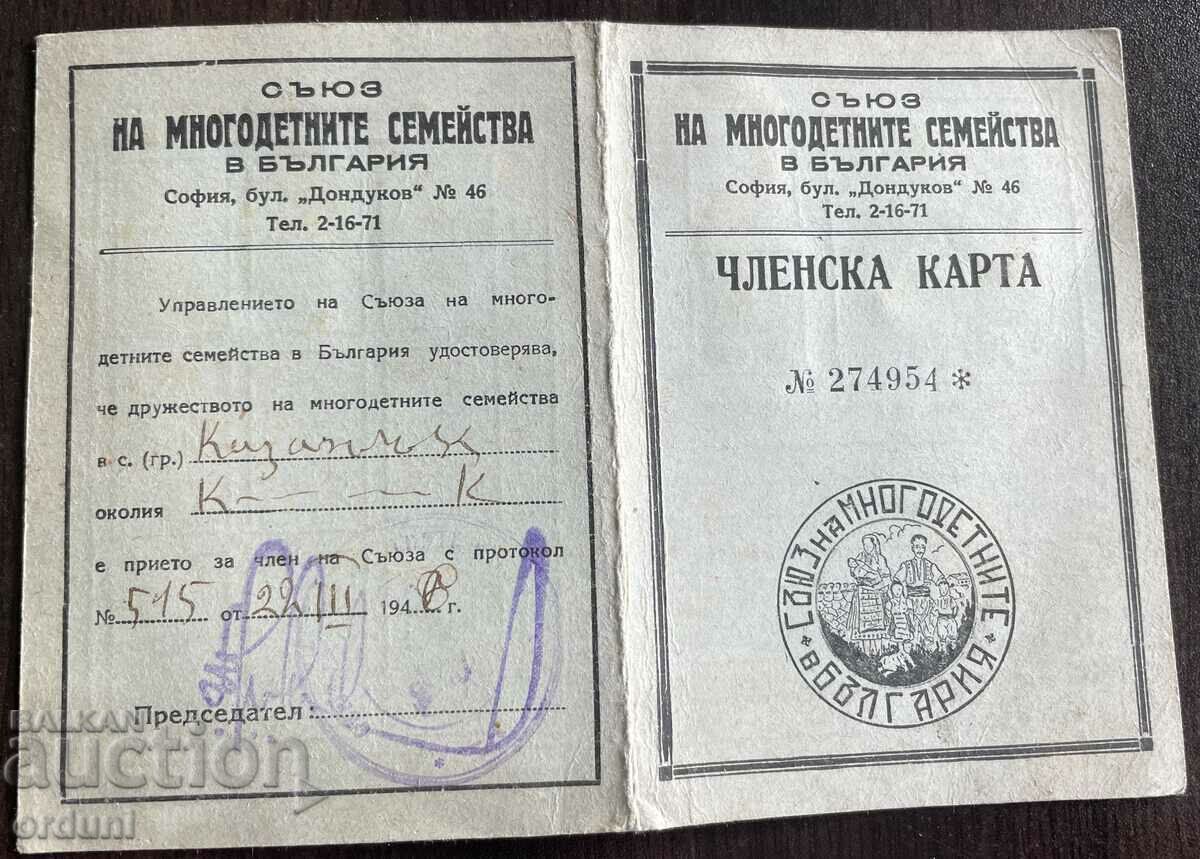 СЪЮЗ
НА МНОГОДЕТНИТЕ СЕМЕЙСТВА
В БЪЛГАРИЯ
София, бул. „Дондуков“ № 46
Тел. 2-16-71
Управлението на Съюза на много-
детните семейства в България удостоверява,
че дружеството на многодетните семейства
в с. (гр.) Казанлък
околия К - - - - К
е прието за член на Съюза с протокол
№ 515 от 22 III 1948 г.
Председател:
СЪЮЗ
НА МНОГОДЕТНИТЕ СЕМЕЙСТВА
В БЪЛГАРИЯ
София, бул. „Дондуков“ № 46
Тел. 2-16-71
ЧЛЕНСКА КАРТА
№ 274954 *
СЪЮЗ НА МНОГОДЕТНИТЕ
В БЪЛГАРИЯ
BALKAN
auction
orduni